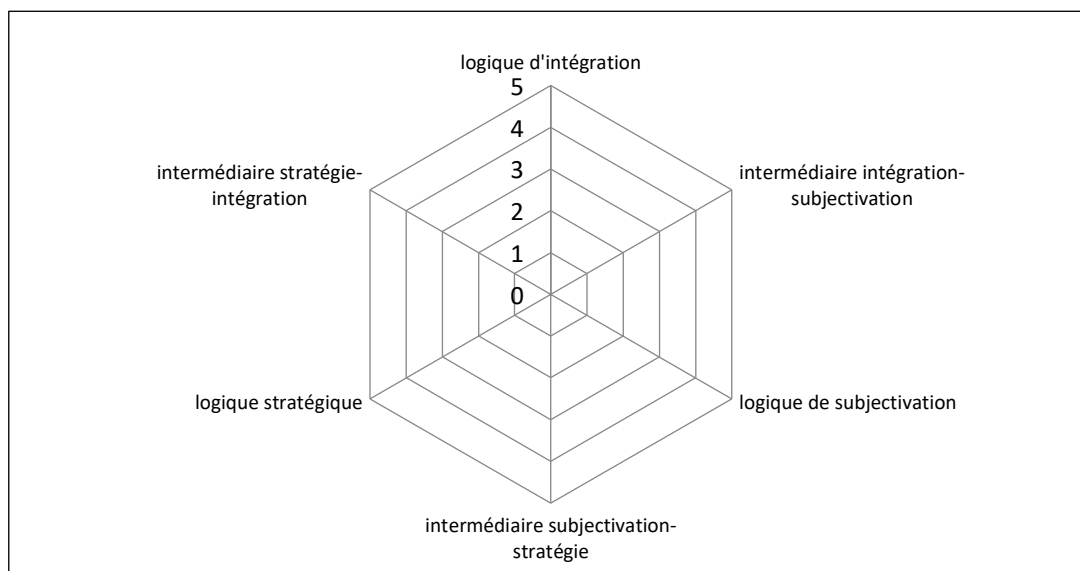 logique d'intégration
5
4
3
2
1
0
intermédiaire intégration-
subjectivation
logique de subjectivation
intermédiaire subjectivation-
stratégie
logique stratégique
intermédiaire stratégie-
intégration